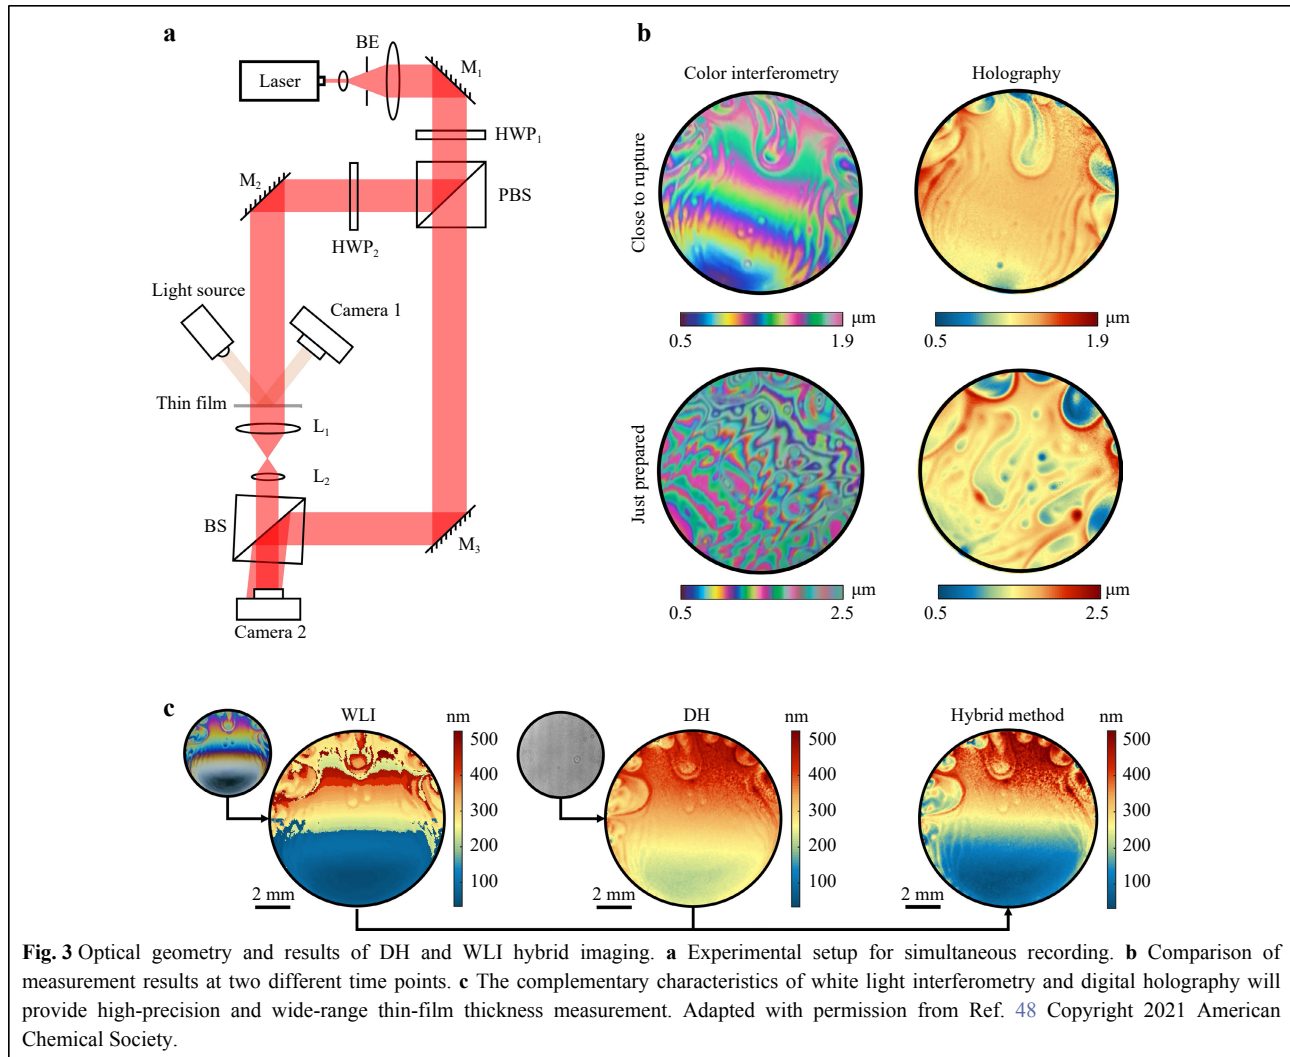 a
BE
Laser
M1
HWP1
M2
PBS
HWP2
Light source
Camera 1
Thin film
L1
L2
BS
M3
Camera 2
b
Color interferometry
Holography
Close to rupture
μm
0.5
1.9
μm
0.5
1.9
Just prepared
μm
0.5
2.5
μm
0.5
2.5
c
WLI
nm
500
400
300
200
100
2 mm
DH
nm
500
400
300
200
100
2 mm
Hybrid method
nm
500
400
300
200
100
2 mm
Fig. 3 Optical geometry and results of DH and WLI hybrid imaging. a Experimental setup for simultaneous recording. b Comparison of
measurement results at two different time points. c The complementary characteristics of white light interferometry and digital holography will
provide high-precision and wide-range thin-film thickness measurement. Adapted with permission from Ref. 48 Copyright 2021 American
Chemical Society.